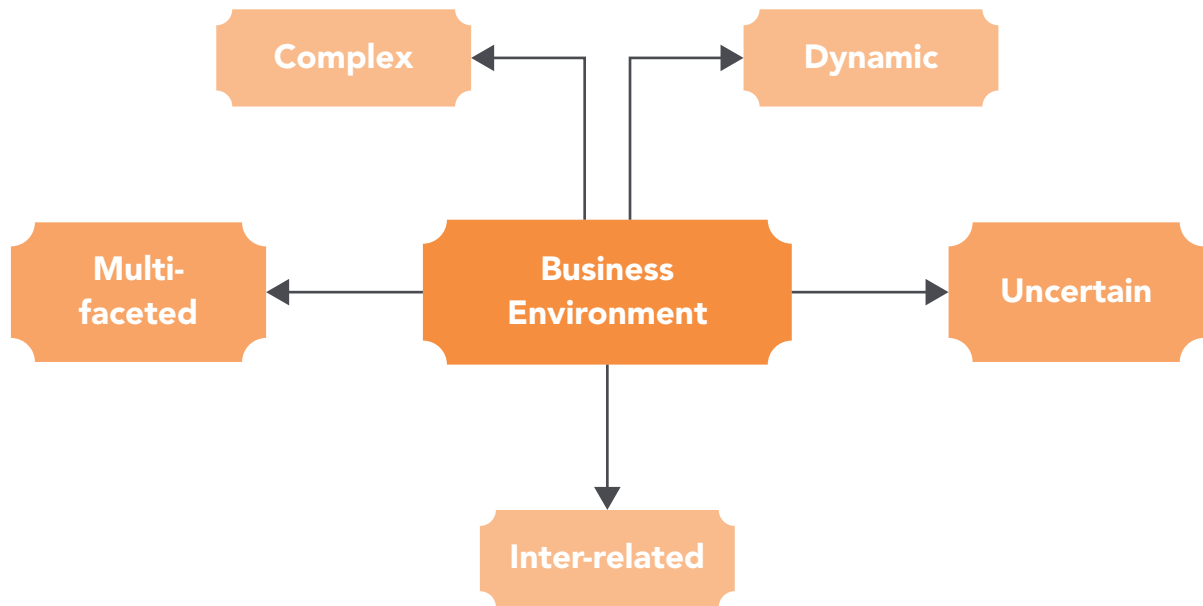 Complex
Dynamic
Multi-
faceted
Business
Environment
Uncertain
Inter-related